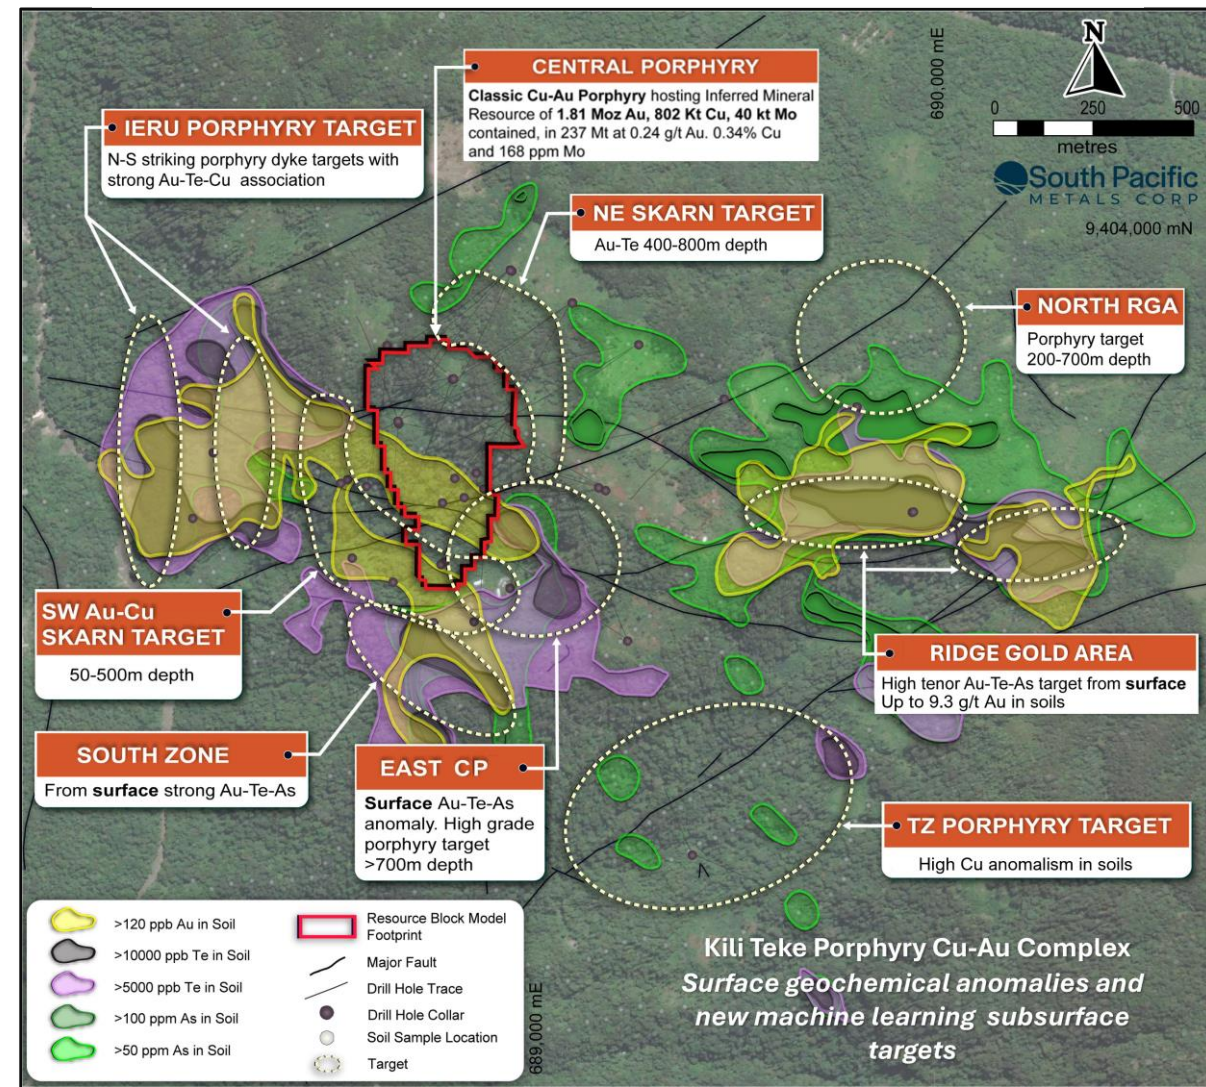 690,000 mE
N
0 250 500
metres
South Pacific
METALS CORP
9,404,000 mN
CENTRAL PORPHYRY
Classic Cu-Au Porphyry hosting Inferred Mineral
Resource of 1.81 Moz Au, 802 Kt Cu, 40 kt Mo
contained, in 237 Mt at 0.24 g/t Au. 0.34% Cu
and 168 ppm Mo
IERU PORPHYRY TARGET
N-S striking porphyry dyke targets with
strong Au-Te-Cu association
NE SKARN TARGET
Au-Te 400-800m depth
NORTH RGA
Porphyry target
200-700m depth
SW Au-Cu
SKARN TARGET
50-500m depth
RIDGE GOLD AREA
High tenor Au-Te-As target from surface
Up to 9.3 g/t Au in soils
SOUTH ZONE
From surface strong Au-Te-As
EAST CP
Surface Au-Te-As
anomaly. High grade
porphyry target
>700m depth
TZ PORPHYRY TARGET
High Cu anomalism in soils
>120 ppb Au in Soil
>10000 ppb Te in Soil
>5000 ppb Te in Soil
>100 ppm As in Soil
>50 ppm As in Soil
Resource Block Model
Footprint
Major Fault
Drill Hole Trace
Drill Hole Collar
Soil Sample Location
Target
689,000 mE
Kili Teke Porphyry Cu-Au Complex
Surface geochemical anomalies and
new machine learning subsurface
targets